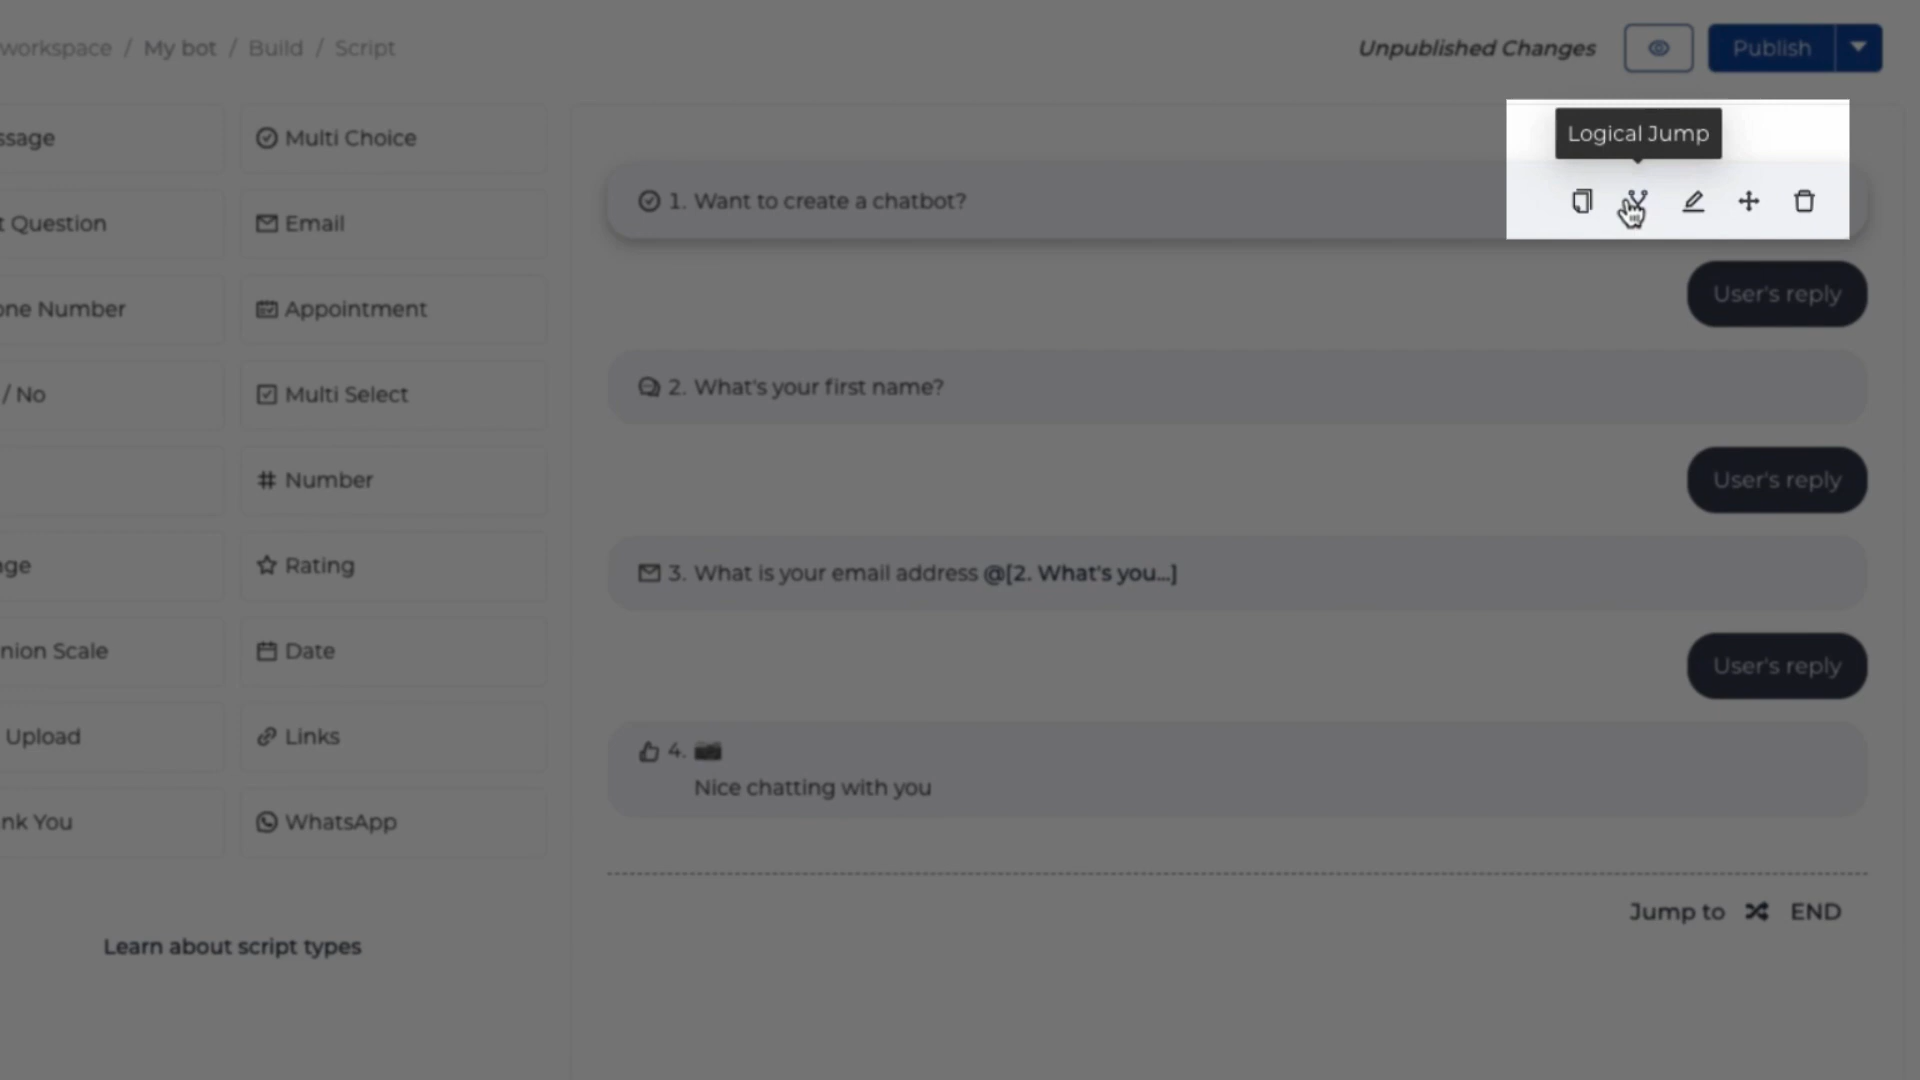 workspace / My bot / Build / Script
Unpublished Changes
Publish
ssage
Multi Choice
t Question
Email
one Number
Appointment
/ No
Multi Select
Number
ge
Rating
nion Scale
Date
Upload
Links
nk You
WhatsApp
Learn about script types
Logical Jump
1. Want to create a chatbot?
User's reply
2. What's your first name?
User's reply
3. What is your email address @[2. What's you...]
User's reply
4.
Nice chatting with you
Jump to END